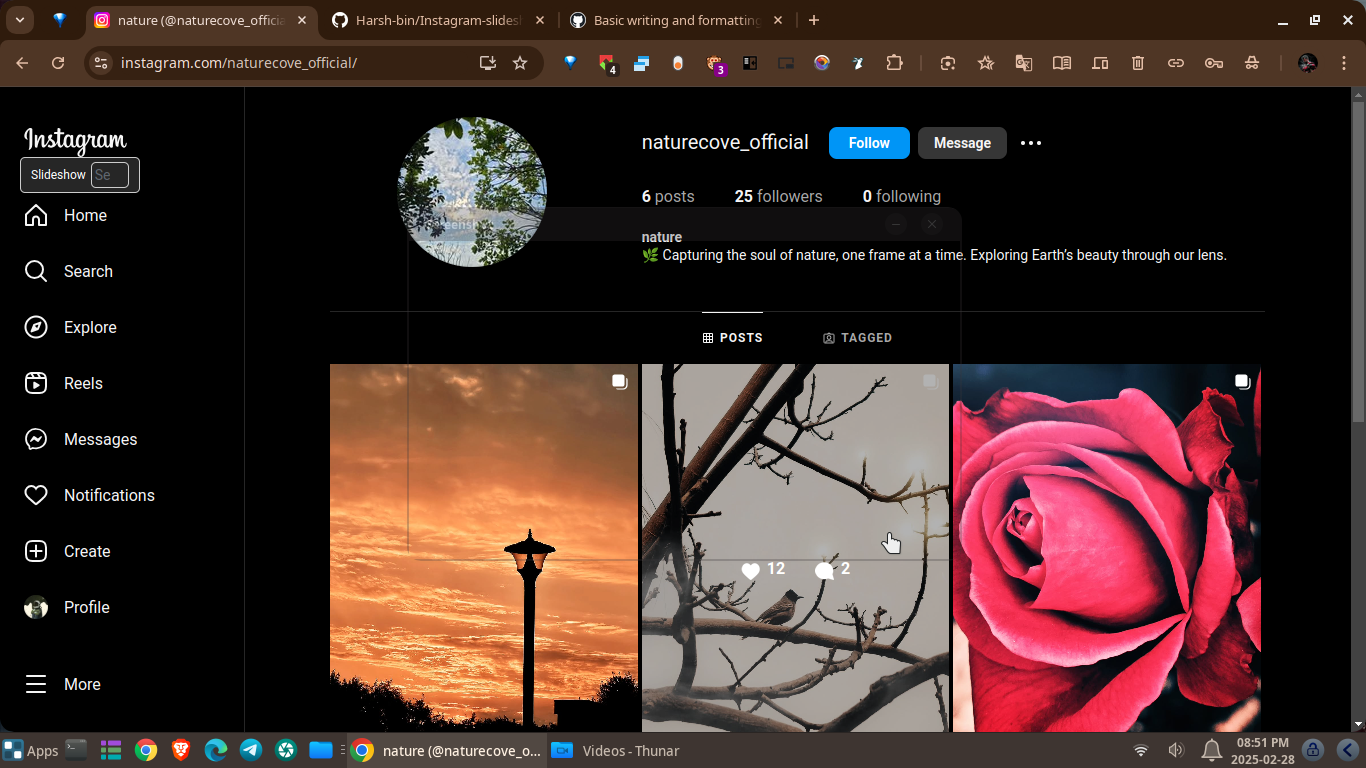 nature (@naturecove_officia
Harsh-bin/Instagram-slidesh
Basic writing and formatting
instagram.com/naturecove_official/
4
3
Instagram
Slideshow Se
Home
Search
Explore
Reels
Messages
Notifications
Create
Profile
More
naturecove_official
Follow
Message
6 posts
25 followers
0 following
nature
🌿 Capturing the soul of nature, one frame at a time. Exploring Earth’s beauty through our lens.
POSTS
TAGGED
12
2
Apps
nature (@naturecove_o...
Videos - Thunar
08:51 PM
2025-02-28